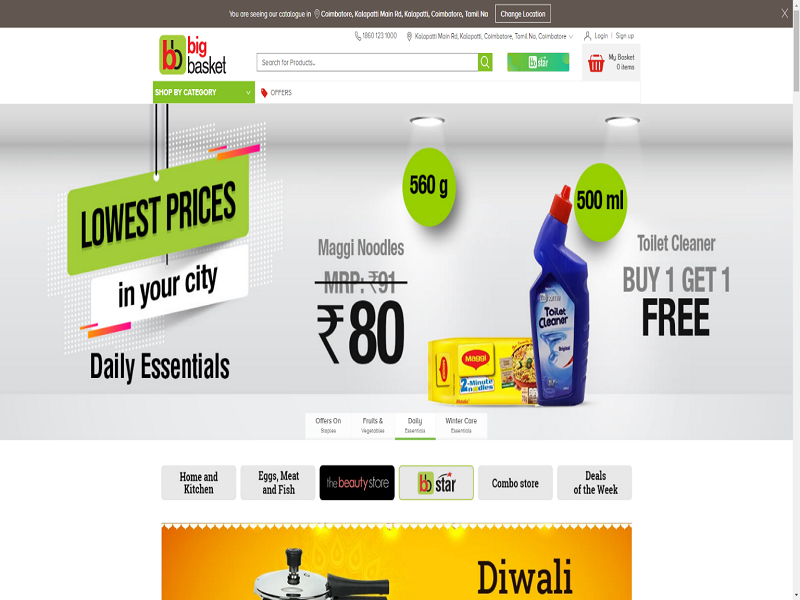 You are seeing our catalogue in Coimbatore, Kalapatti Main Rd, Kalapatti, Coimbatore, Tamil Na
Change Location
X
1860 123 1000
Kalapatti Main Rd, Kalapatti, Coimbatore, Tamil Na, Coimbatore
Login | Sign up
bb
big
basket
Search for Products..
bb star
My Basket
0 items
SHOP BY CATEGORY
OFFERS
LOWEST PRICES
in your city
Daily Essentials
560 g
Maggi Noodles
MRP: ₹91
₹80
500 ml
Toilet Cleaner
BUY 1 GET 1
FREE
Maggi
2-Minute
noodles
Toilet
Cleaner
Original
Offers On
Staples
Fruits &
Vegetables
Daily
Essentials
Winter Care
Essentials
Home and
Kitchen
Eggs, Meat
and Fish
the beauty store
bb star
Combo store
Deals
of the Week
Diwali